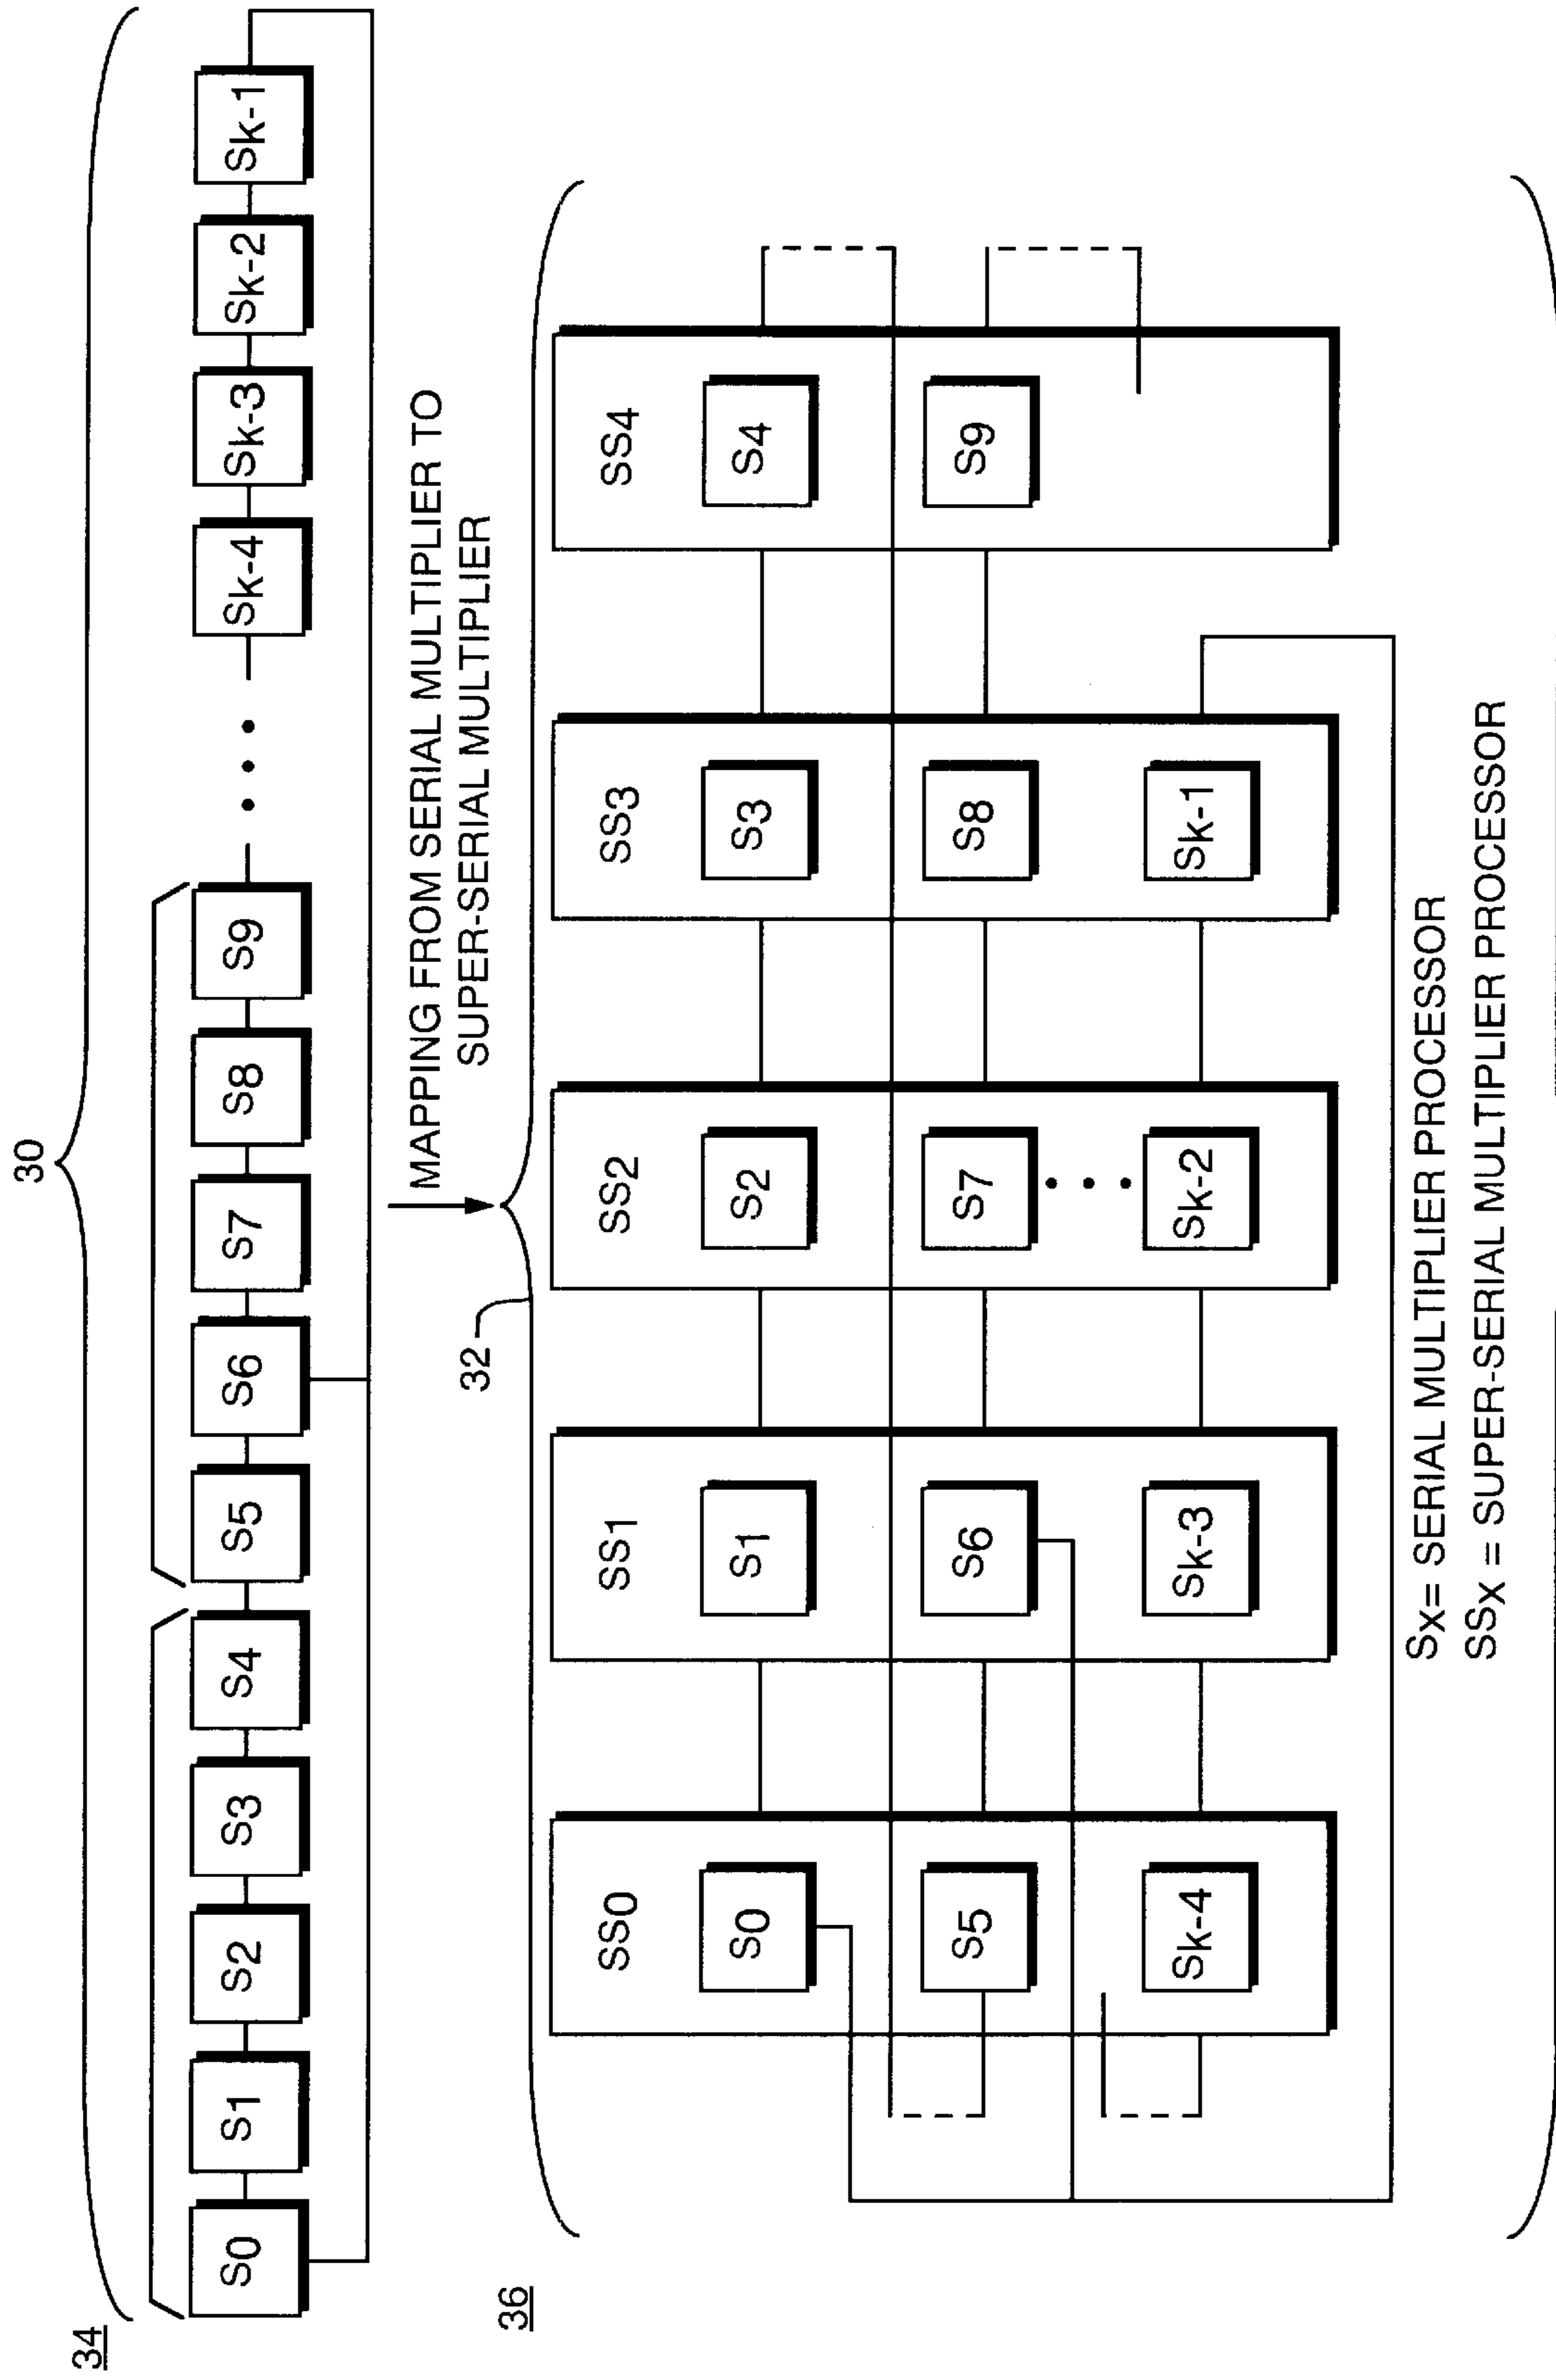 34
30
S0 S1 S2 S3 S4 S5 S6 S7 S8 S9 Sk-4 Sk-3 Sk-2 Sk-1
MAPPING FROM SERIAL MULTIPLIER TO
SUPER-SERIAL MULTIPLIER
36
32
SS0 SS1 SS2 SS3 SS4
S0 S1 S2 S3 S4
S5 S6 S7 S8 S9
Sk-4 Sk-3 Sk-2 Sk-1
Sx= SERIAL MULTIPLIER PROCESSOR
SSx = SUPER-SERIAL MULTIPLIER PROCESSOR